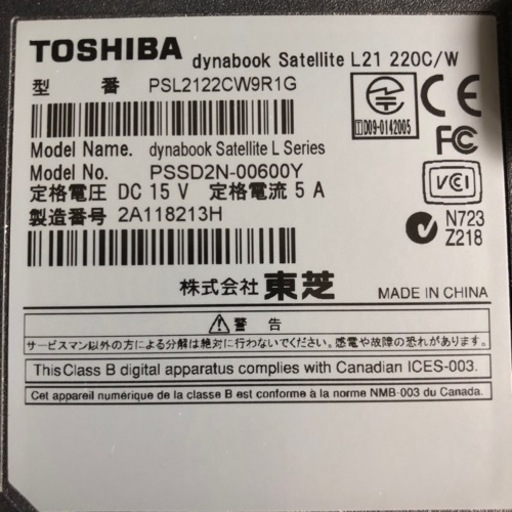 TOSHIBA dynabook Satellite L21 220C/W
型 番 PSL2122CW9R1G
D09-0142005
CE
FC
Model Name. dynabook Satellite L Series
Model No. PSSD2N-00600Y
VCI
定格電圧 DC 15 V 定格電流 5 A
製造番号 2A118213H
N723
Z218
株式会社 東芝
MADE IN CHINA
警 告
サービスマン以外の方による分解は絶対に行わないでください。感電や故障の恐れがあります。
This Class B digital apparatus complies with Canadian ICES-003.
Cet appareil numérique de la classe B est conforme à la norme NMB-003 du Canada.